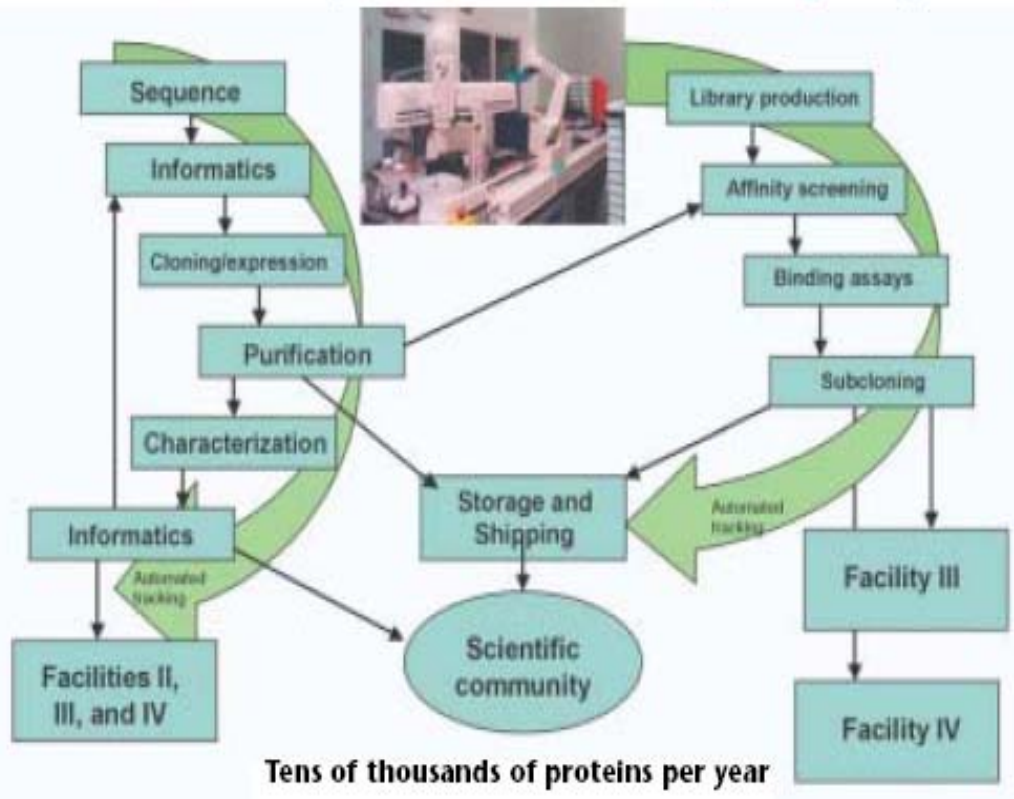 Sequence
Informatics
Cloning/expression
Purification
Characterization
Informatics
Automated
tracking
Facilities II,
III, and IV
Library production
Affinity screening
Binding assays
Subcloning
Automated
tracking
Storage and
Shipping
Scientific
community
Facility III
Facility IV
Tens of thousands of proteins per year